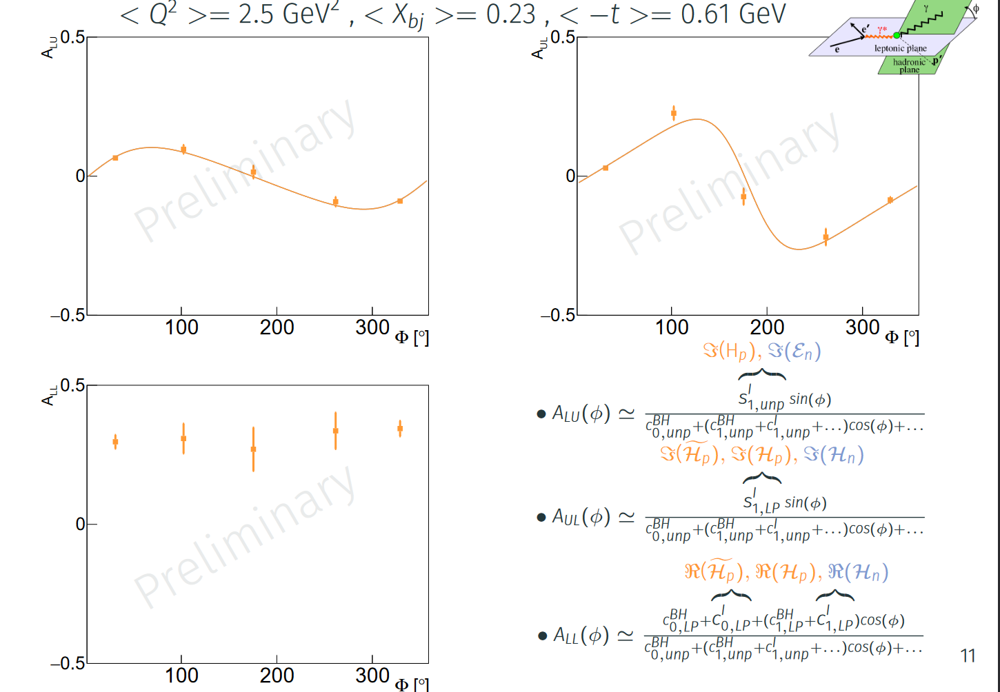 < Q² >= 2.5 GeV² , < X_bj >= 0.23 , < −t >= 0.61 GeV
A_LU
0.5
0
−0.5
100 200 300
Φ [°]
Preliminary
A_UL
0.5
0
−0.5
100 200 300
Φ [°]
Preliminary
e
e′
γ*
γ
ϕ
leptonic plane
hadronic
plane
p′
A_LL
0.5
0
−0.5
100 200 300
Φ [°]
Preliminary
ℑ(H_p), ℑ(ℰ_n)
• A_LU(ϕ) ≃ s^I_1,unp sin(ϕ)
c^BH_0,unp+(c^BH_1,unp+c^I_1,unp+...)cos(ϕ)+...
ℑ(ℋ̃_p), ℑ(ℋ_p), ℑ(ℋ_n)
• A_UL(ϕ) ≃ s^I_1,LP sin(ϕ)
c^BH_0,unp+(c^BH_1,unp+c^I_1,unp+...)cos(ϕ)+...
ℜ(ℋ̃_p), ℜ(ℋ_p), ℜ(ℋ_n)
• A_LL(ϕ) ≃ c^BH_0,LP+c^I_0,LP+(c^BH_1,LP+c^I_1,LP)cos(ϕ)
c^BH_0,unp+(c^BH_1,unp+c^I_1,unp+...)cos(ϕ)+...
11